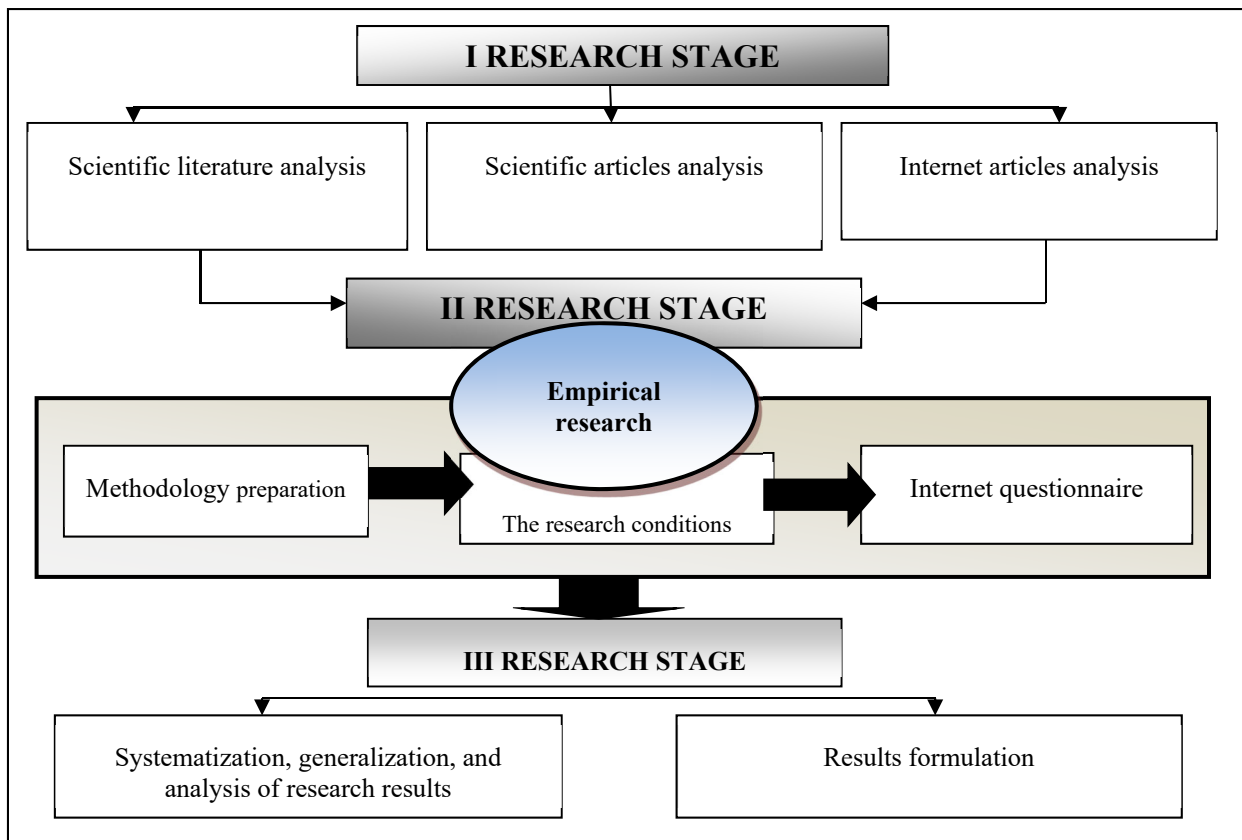 I RESEARCH STAGE
Scientific literature analysis
Scientific articles analysis
Internet articles analysis
II RESEARCH STAGE
Empirical
research
Methodology preparation
The research conditions
Internet questionnaire
III RESEARCH STAGE
Systematization, generalization, and
analysis of research results
Results formulation